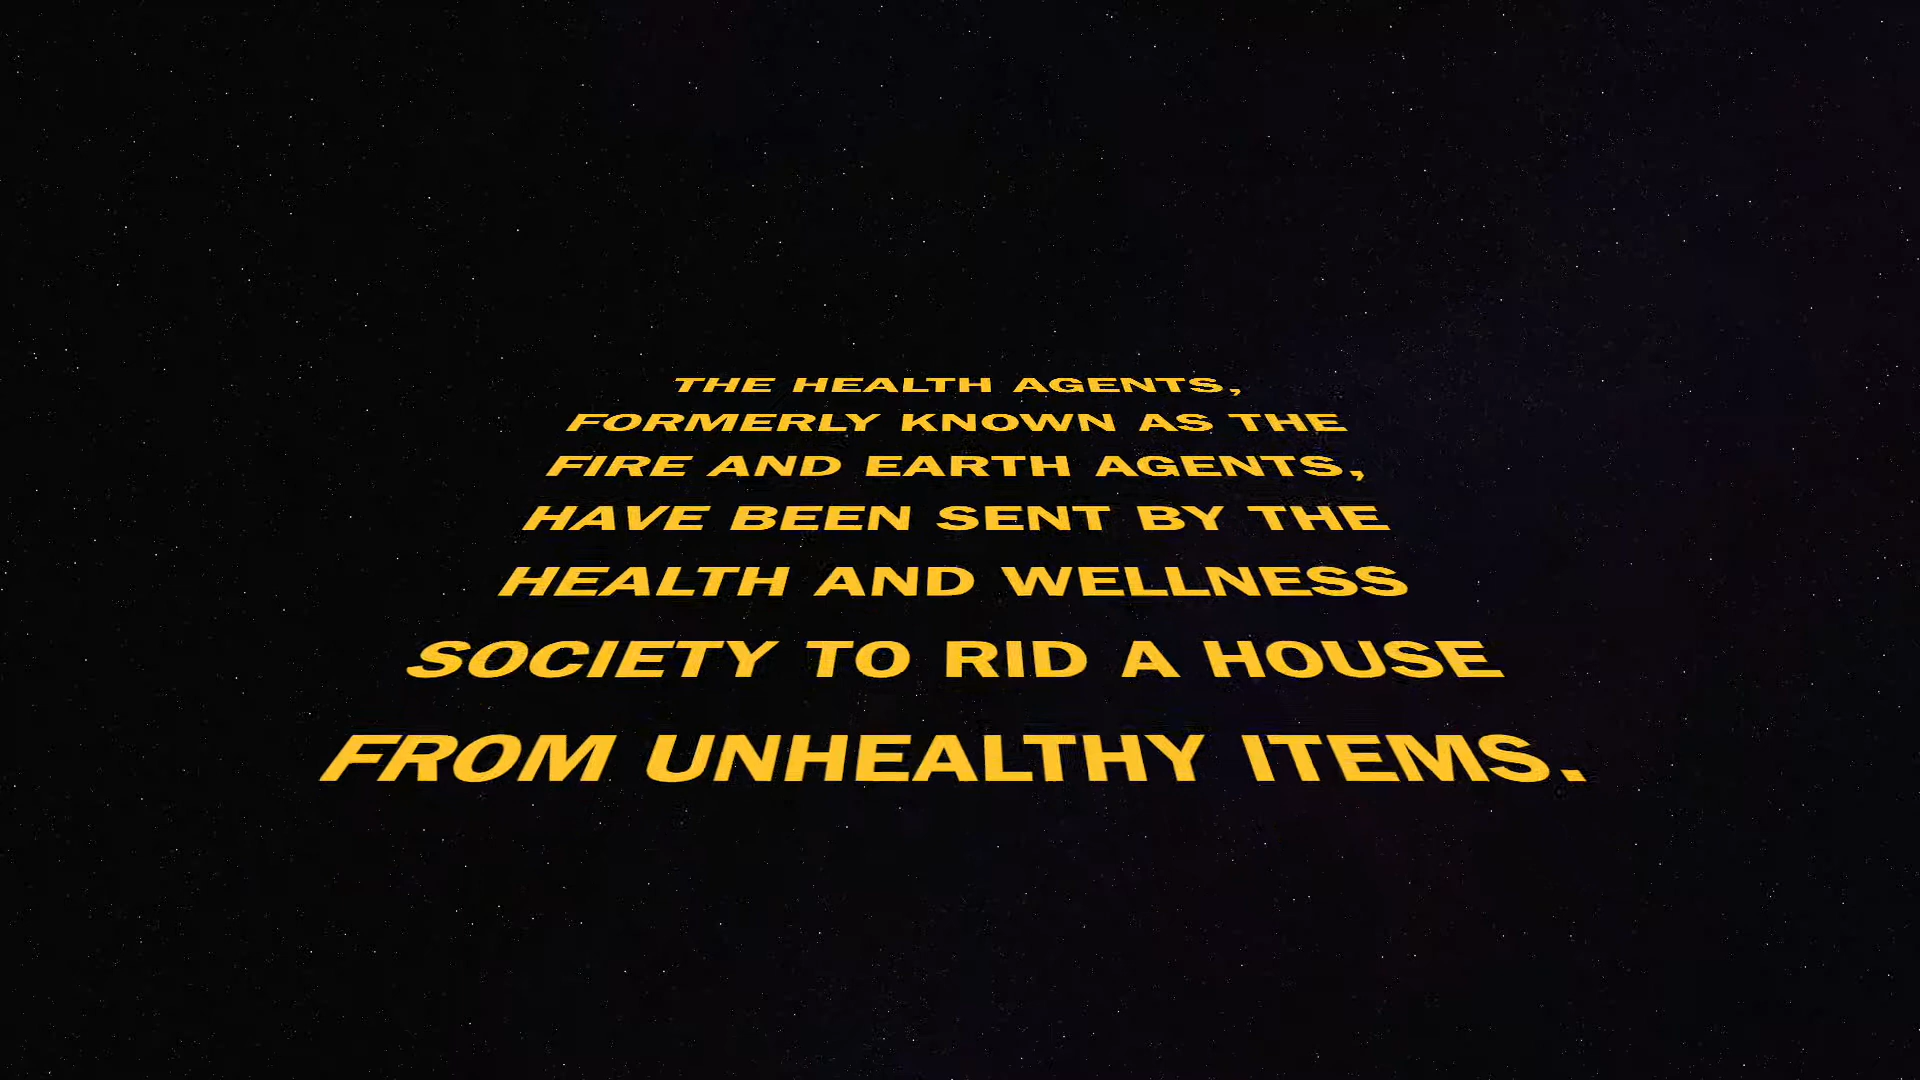 THE HEALTH AGENTS,
FORMERLY KNOWN AS THE
FIRE AND EARTH AGENTS,
HAVE BEEN SENT BY THE
HEALTH AND WELLNESS
SOCIETY TO RID A HOUSE
FROM UNHEALTHY ITEMS.